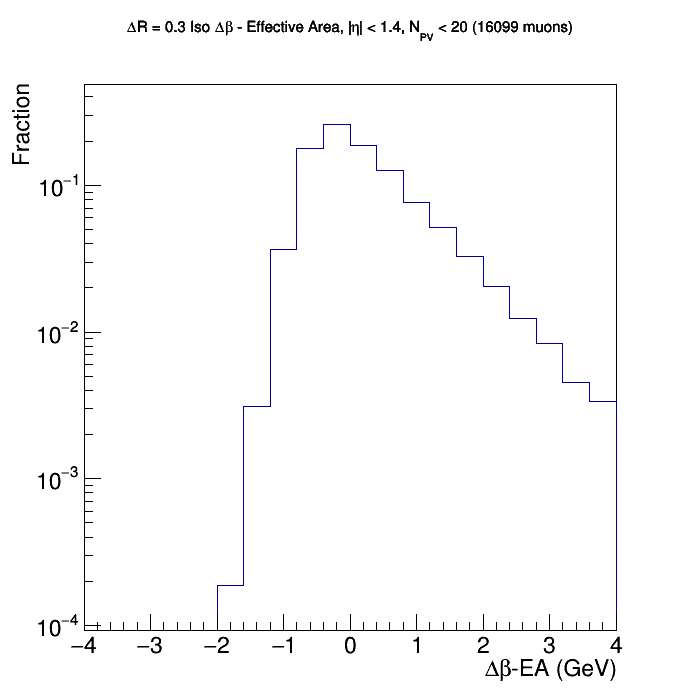 ΔR = 0.3 Iso Δβ - Effective Area, |η| < 1.4, N_PV < 20 (16099 muons)
Fraction
10⁻¹
10⁻²
10⁻³
10⁻⁴
−4 −3 −2 −1 0 1 2 3 4
Δβ-EA (GeV)